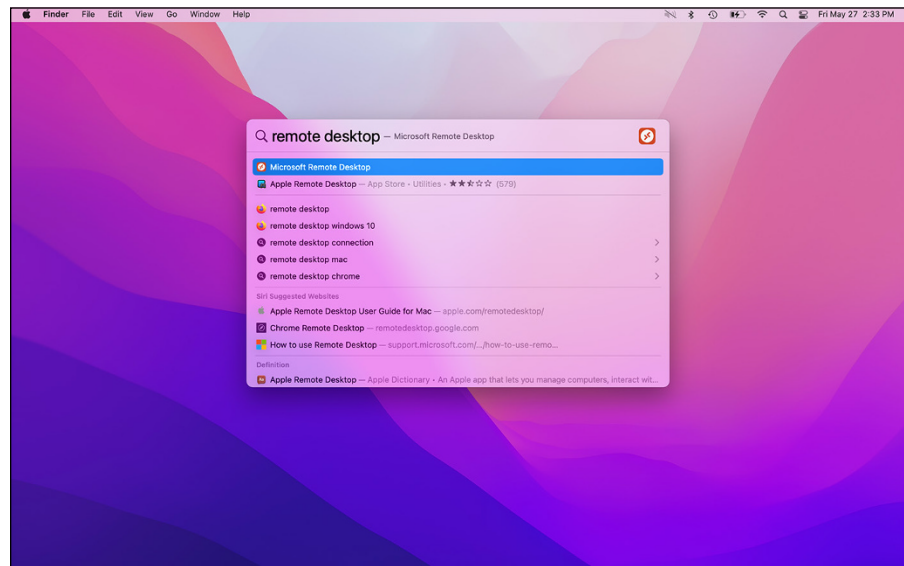 Finder File Edit View Go Window Help Fri May 27 2:33 PM
remote desktop — Microsoft Remote Desktop
Microsoft Remote Desktop
Apple Remote Desktop — App Store • Utilities • ★★⯪☆☆ (579)
remote desktop
remote desktop windows 10
remote desktop connection
remote desktop mac
remote desktop chrome
Siri Suggested Websites
Apple Remote Desktop User Guide for Mac — apple.com/remotedesktop/
Chrome Remote Desktop — remotedesktop.google.com
How to use Remote Desktop — support.microsoft.com/.../how-to-use-remo...
Definition
Apple Remote Desktop — Apple Dictionary • An Apple app that lets you manage computers, interact wit...